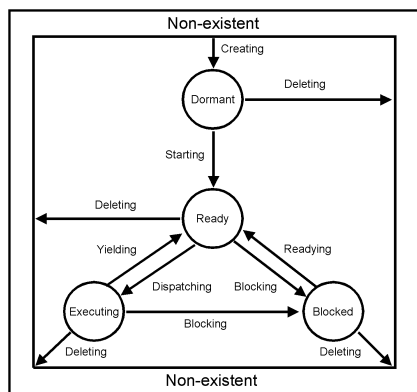 Non-existent
Creating
Dormant
Deleting
Starting
Deleting
Ready
Yielding
Readying
Dispatching
Blocking
Executing
Blocked
Blocking
Deleting
Deleting
Non-existent